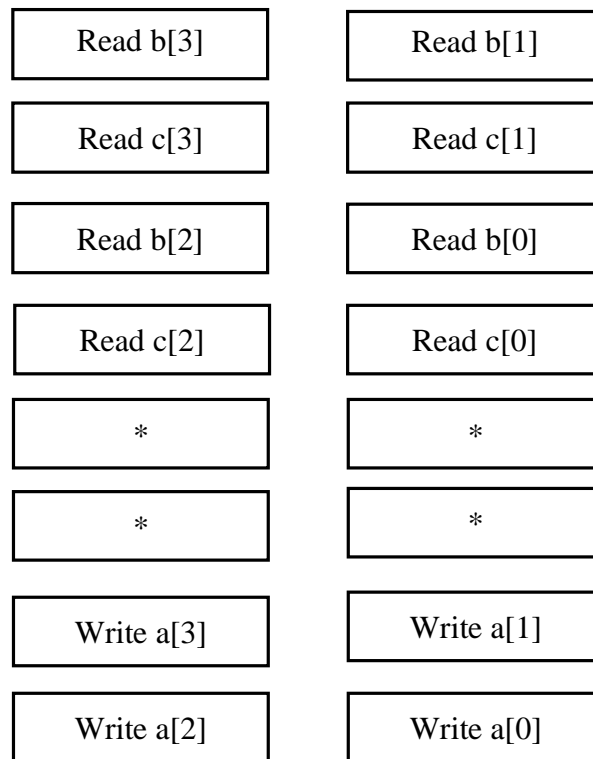 Read b[3] Read b[1]
Read c[3] Read c[1]
Read b[2] Read b[0]
Read c[2] Read c[0]
* *
* *
Write a[3] Write a[1]
Write a[2] Write a[0]